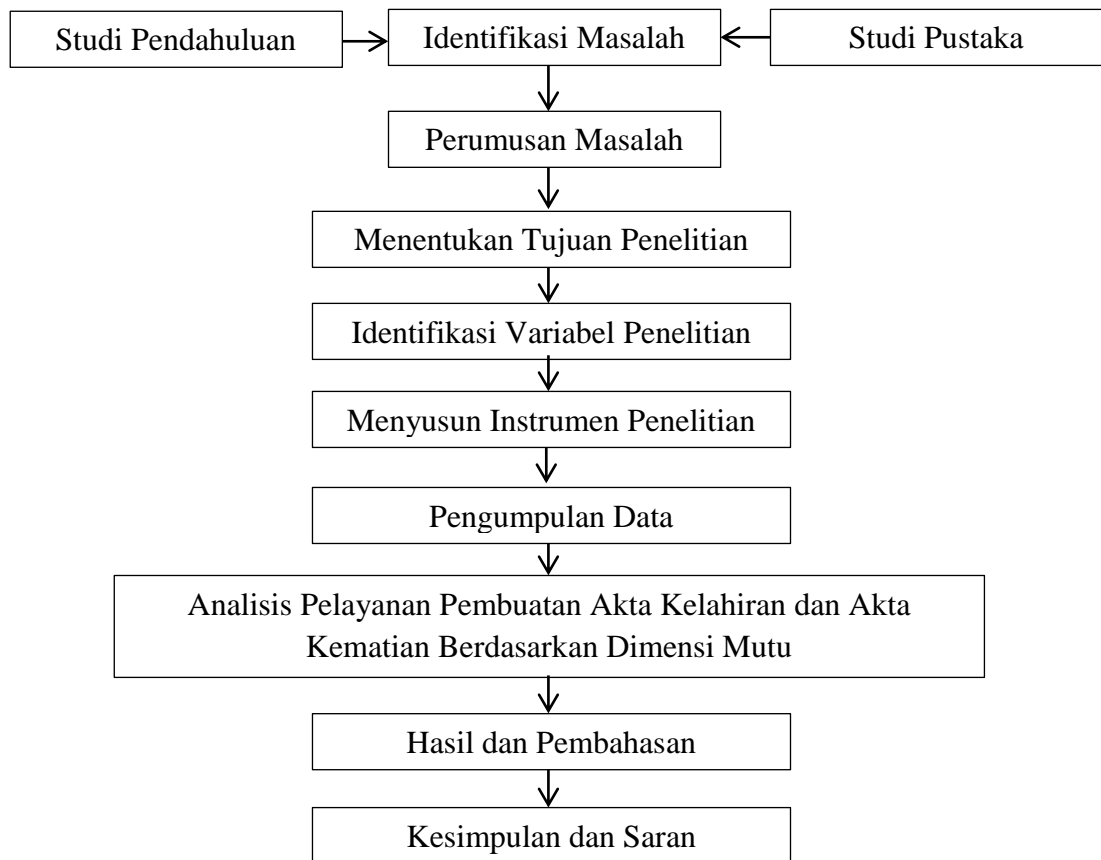 Studi Pendahuluan
Identifikasi Masalah
Studi Pustaka
Perumusan Masalah
Menentukan Tujuan Penelitian
Identifikasi Variabel Penelitian
Menyusun Instrumen Penelitian
Pengumpulan Data
Analisis Pelayanan Pembuatan Akta Kelahiran dan Akta
Kematian Berdasarkan Dimensi Mutu
Hasil dan Pembahasan
Kesimpulan dan Saran